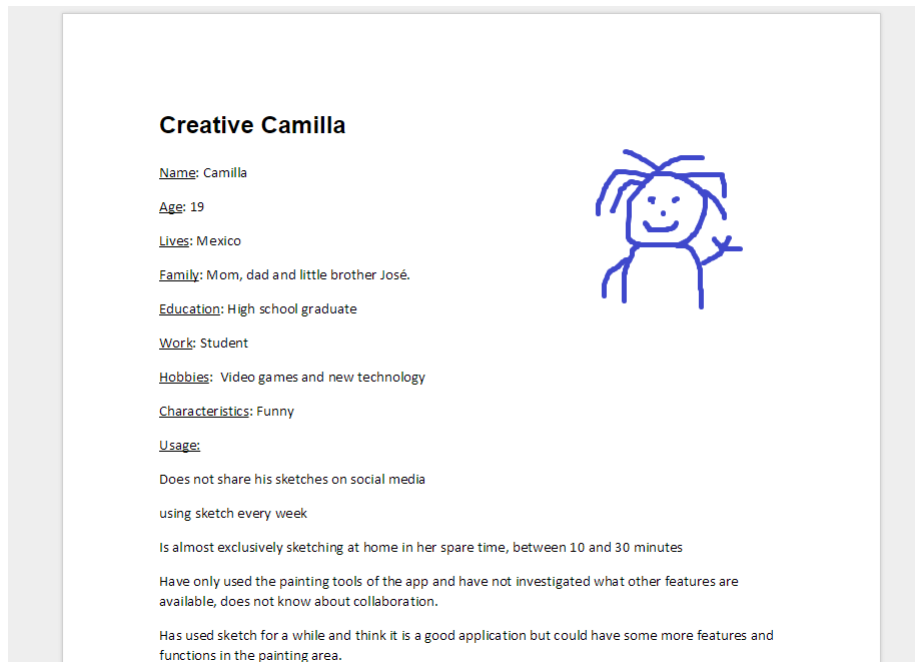 Creative Camilla
Name: Camilla
Age: 19
Lives: Mexico
Family: Mom, dad and little brother José.
Education: High school graduate
Work: Student
Hobbies:  Video games and new technology
Characteristics: Funny
Usage:
Does not share his sketches on social media
using sketch every week
Is almost exclusively sketching at home in her spare time, between 10 and 30 minutes
Have only used the painting tools of the app and have not investigated what other features are
available, does not know about collaboration.
Has used sketch for a while and think it is a good application but could have some more features and
functions in the painting area.